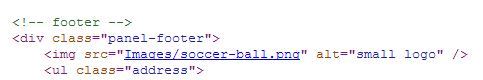 <!-- footer -->
<div class="panel-footer">
<img src="Images/soccer-ball.png" alt="small logo" />
<ul class="address">